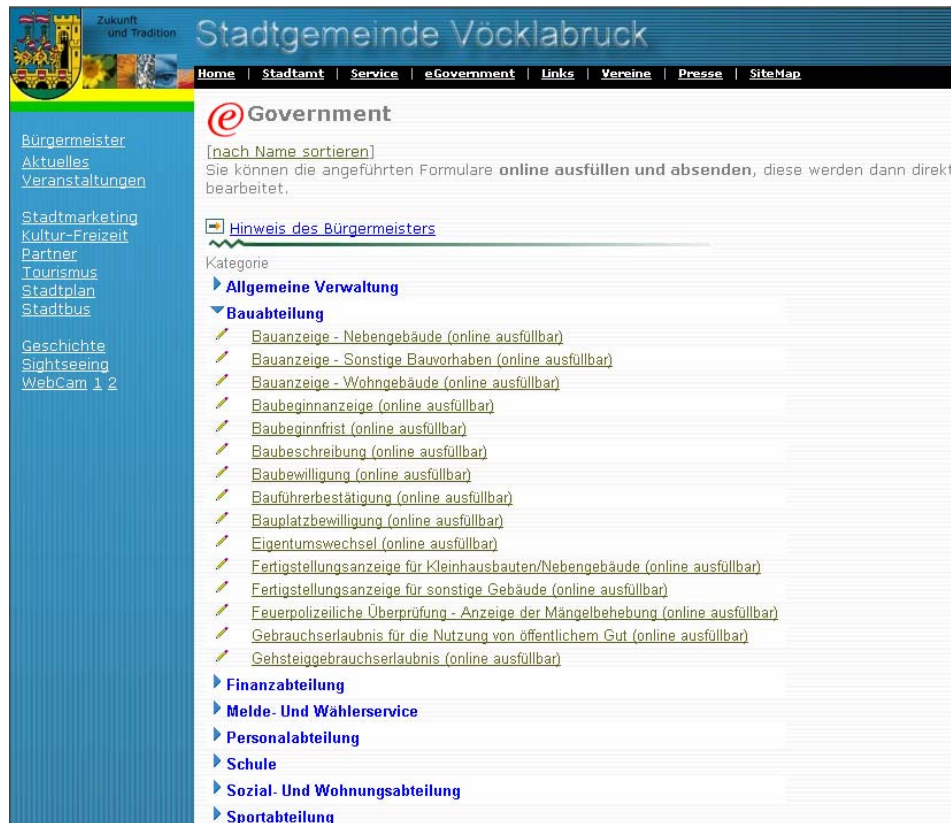 Zukunft
und Tradition
Stadtgemeinde Vöcklabruck
Home | Stadtamt | Service | eGovernment | Links | Vereine | Presse | SiteMap
Bürgermeister
Aktuelles
Veranstaltungen
Stadtmarketing
Kultur-Freizeit
Partner
Tourismus
Stadtplan
Stadtbus
Geschichte
Sightseeing
WebCam 1 2
e Government
[nach Name sortieren]
Sie können die angeführten Formulare online ausfüllen und absenden, diese werden dann direkt
bearbeitet.
Hinweis des Bürgermeisters
Kategorie
Allgemeine Verwaltung
Bauabteilung
Bauanzeige - Nebengebäude (online ausfüllbar)
Bauanzeige - Sonstige Bauvorhaben (online ausfüllbar)
Bauanzeige - Wohngebäude (online ausfüllbar)
Baubeginnanzeige (online ausfüllbar)
Baubeginnfrist (online ausfüllbar)
Baubeschreibung (online ausfüllbar)
Baubewilligung (online ausfüllbar)
Bauführerbestätigung (online ausfüllbar)
Bauplatzbewilligung (online ausfüllbar)
Eigentumswechsel (online ausfüllbar)
Fertigstellungsanzeige für Kleinhausbauten/Nebengebäude (online ausfüllbar)
Fertigstellungsanzeige für sonstige Gebäude (online ausfüllbar)
Feuerpolizeiliche Überprüfung - Anzeige der Mängelbehebung (online ausfüllbar)
Gebrauchserlaubnis für die Nutzung von öffentlichem Gut (online ausfüllbar)
Gehsteiggebrauchserlaubnis (online ausfüllbar)
Finanzabteilung
Melde- Und Wählerservice
Personalabteilung
Schule
Sozial- Und Wohnungsabteilung
Sportabteilung